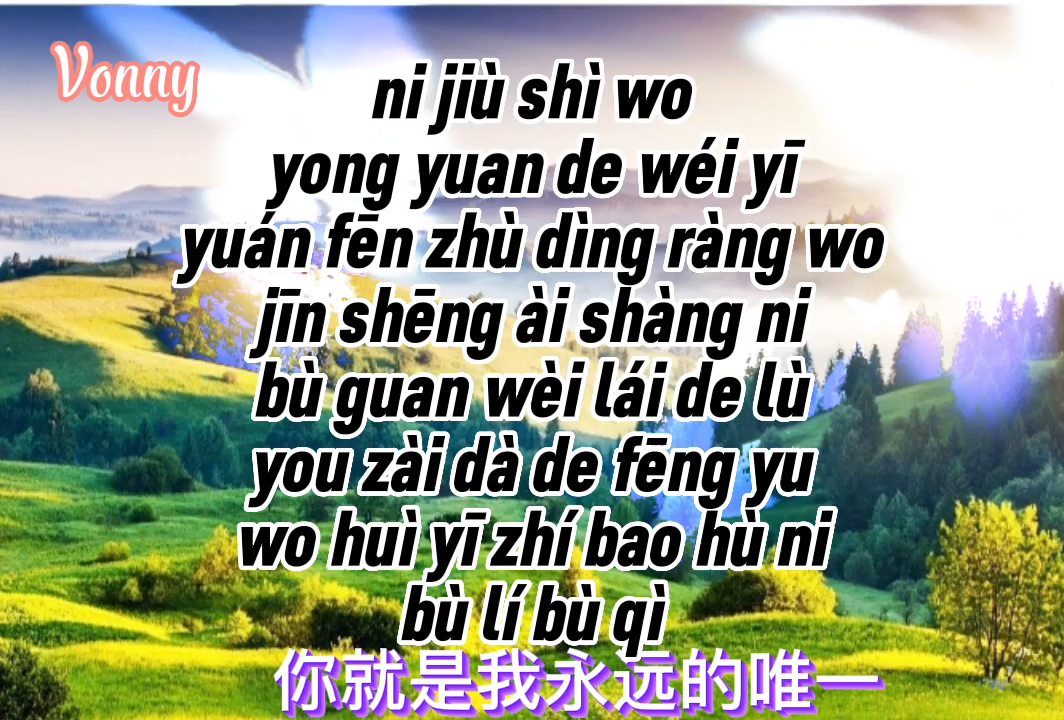 Vonny
ni jiù shì wo
yong yuan de wéi yī
yuán fēn zhù dìng ràng wo
jīn shēng ài shàng ni
bù guan wèi lái de lù
you zài dà de fēng yu
wo huì yī zhí bao hù ni
bù lí bù qì
你就是我永远的唯一